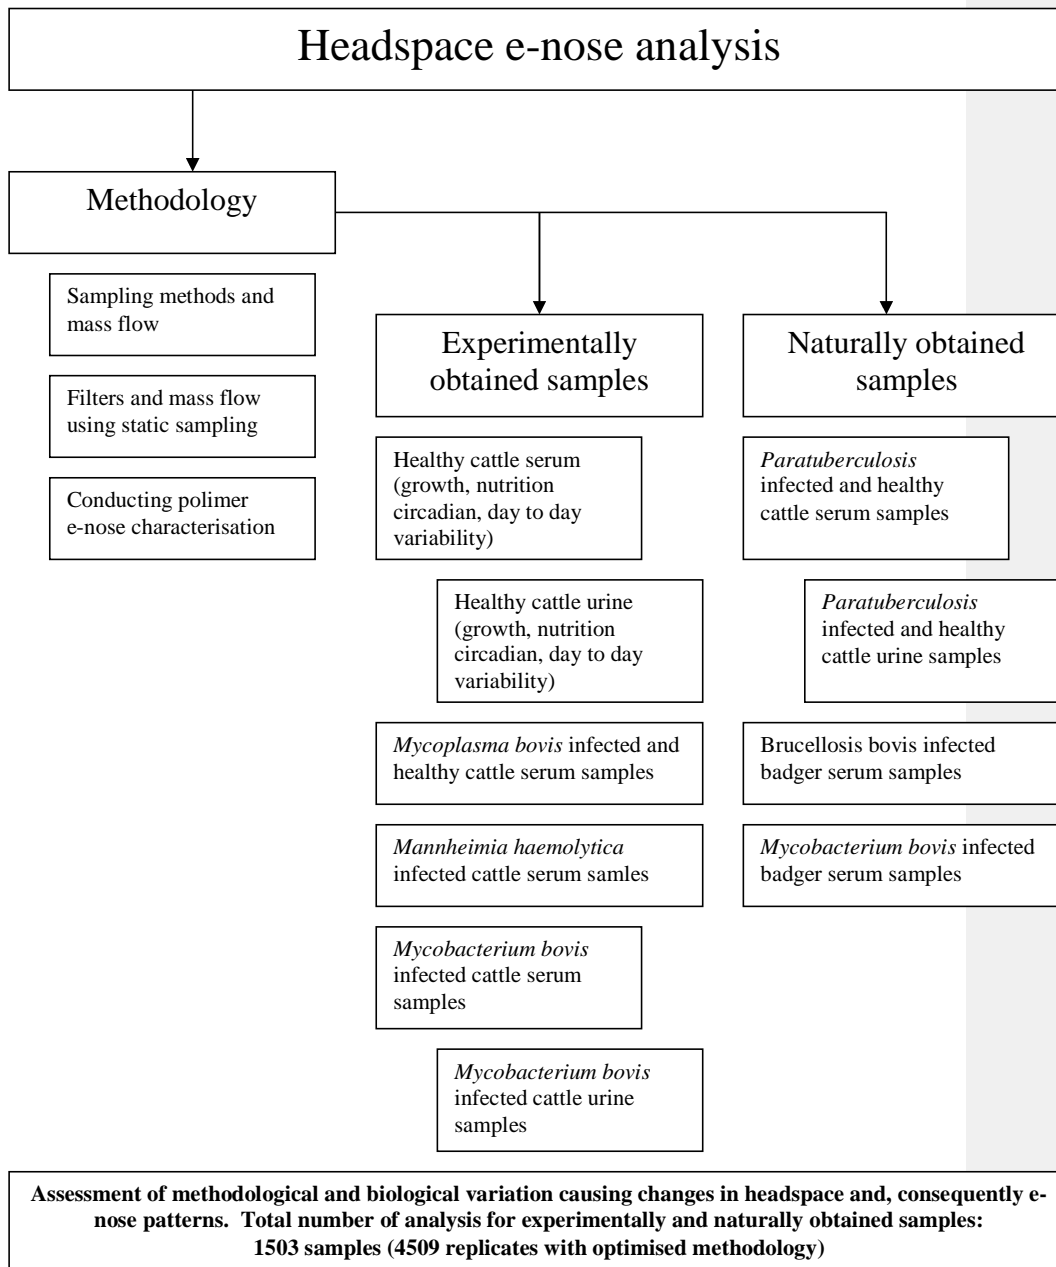 Headspace e-nose analysis
Methodology
Sampling methods and
mass flow
Filters and mass flow
using static sampling
Conducting polimer
e-nose characterisation
Experimentally
obtained samples
Healthy cattle serum
(growth, nutrition
circadian, day to day
variability)
Healthy cattle urine
(growth, nutrition
circadian, day to day
variability)
Mycoplasma bovis infected and
healthy cattle serum samples
Mannheimia haemolytica
infected cattle serum samles
Mycobacterium bovis
infected cattle serum
samples
Mycobacterium bovis
infected cattle urine
samples
Naturally obtained
samples
Paratuberculosis
infected and healthy
cattle serum samples
Paratuberculosis
infected and healthy
cattle urine samples
Brucellosis bovis infected
badger serum samples
Mycobacterium bovis infected
badger serum samples
Assessment of methodological and biological variation causing changes in headspace and, consequently e-
nose patterns.  Total number of analysis for experimentally and naturally obtained samples:
1503 samples (4509 replicates with optimised methodology)